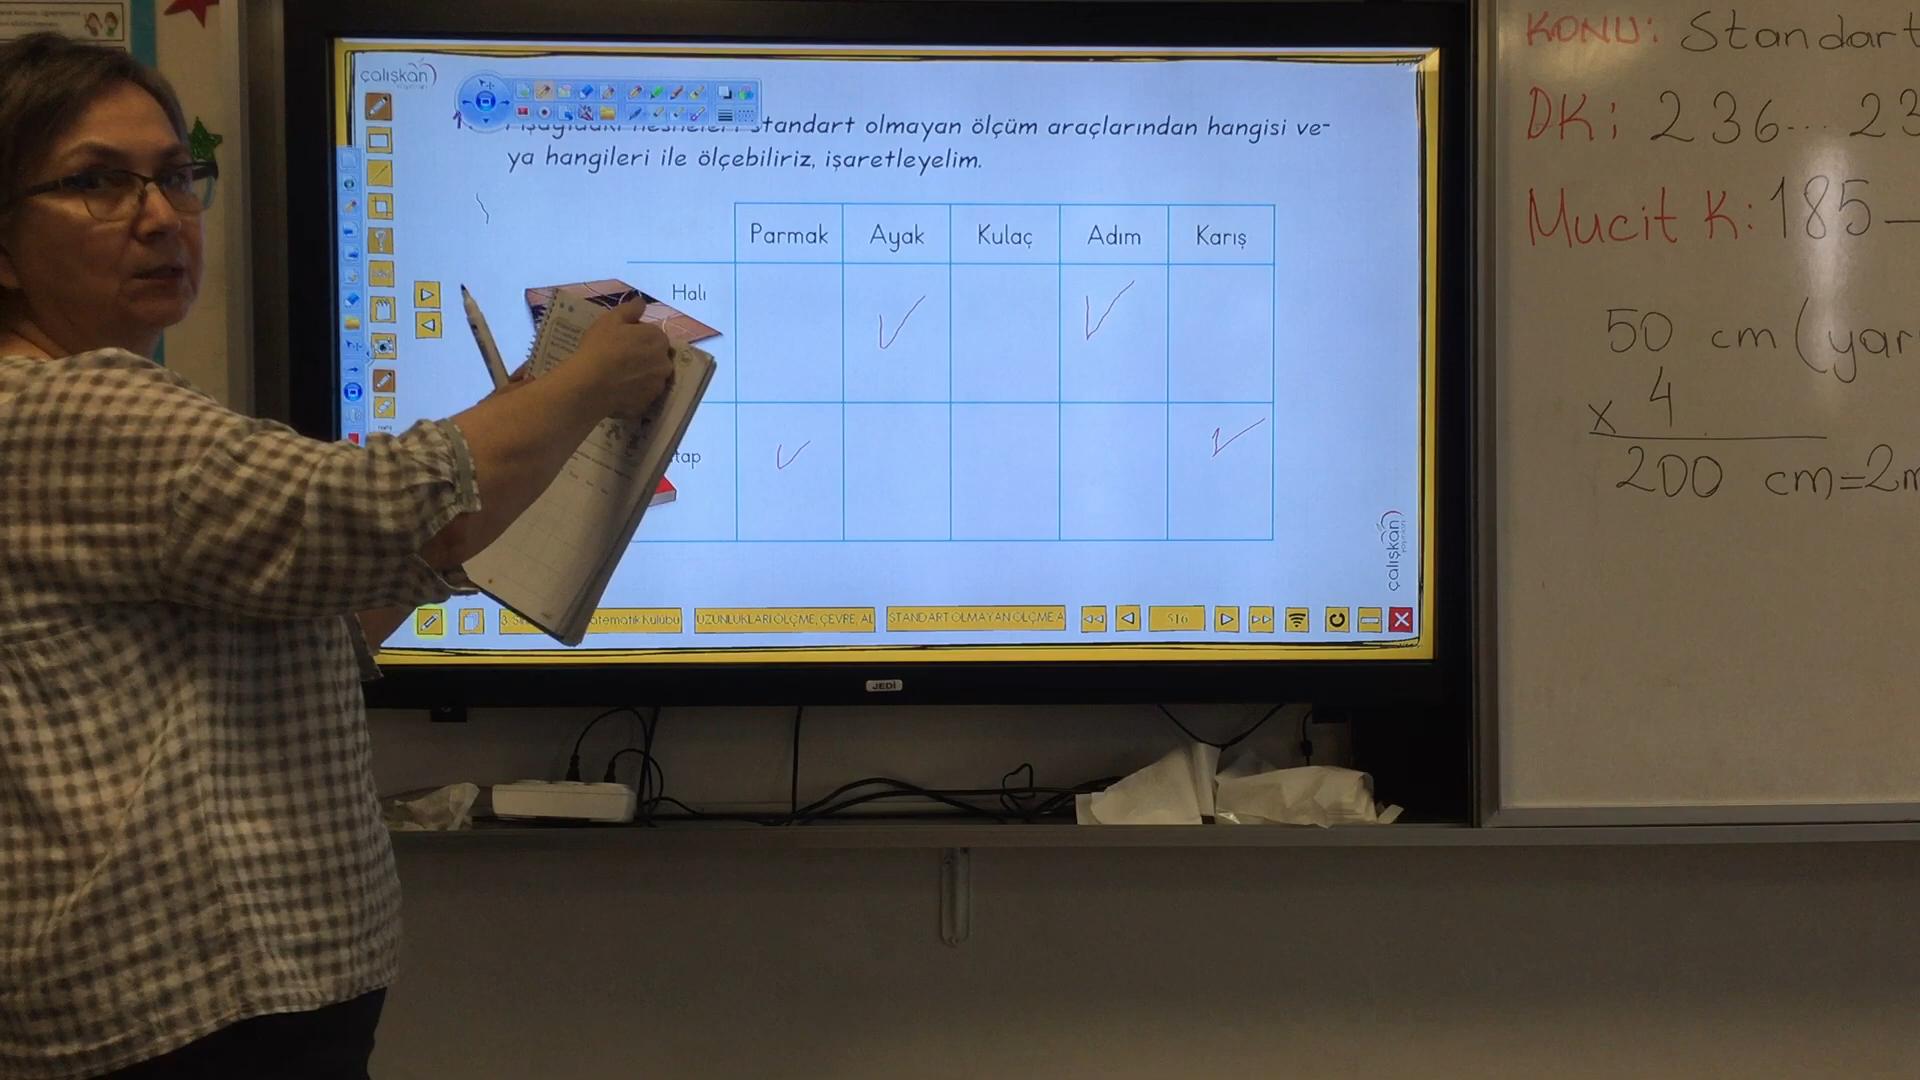 çalışkan
standart olmayan ölçüm araçlarından hangisi ve-
ya hangileri ile ölçebiliriz, işaretleyelim.
Parmak Ayak Kulaç Adım Karış
Halı
tap
çalışkan
atematik Kulübü UZUNLUKLARI ÖLÇME, ÇEVRE, AL STANDART OLMAYAN ÖLÇME A 516
JEDİ
KONU: Standart
DK: 236... 23
Mucit K: 185 —
50 cm (yar
x 4
200 cm=2m